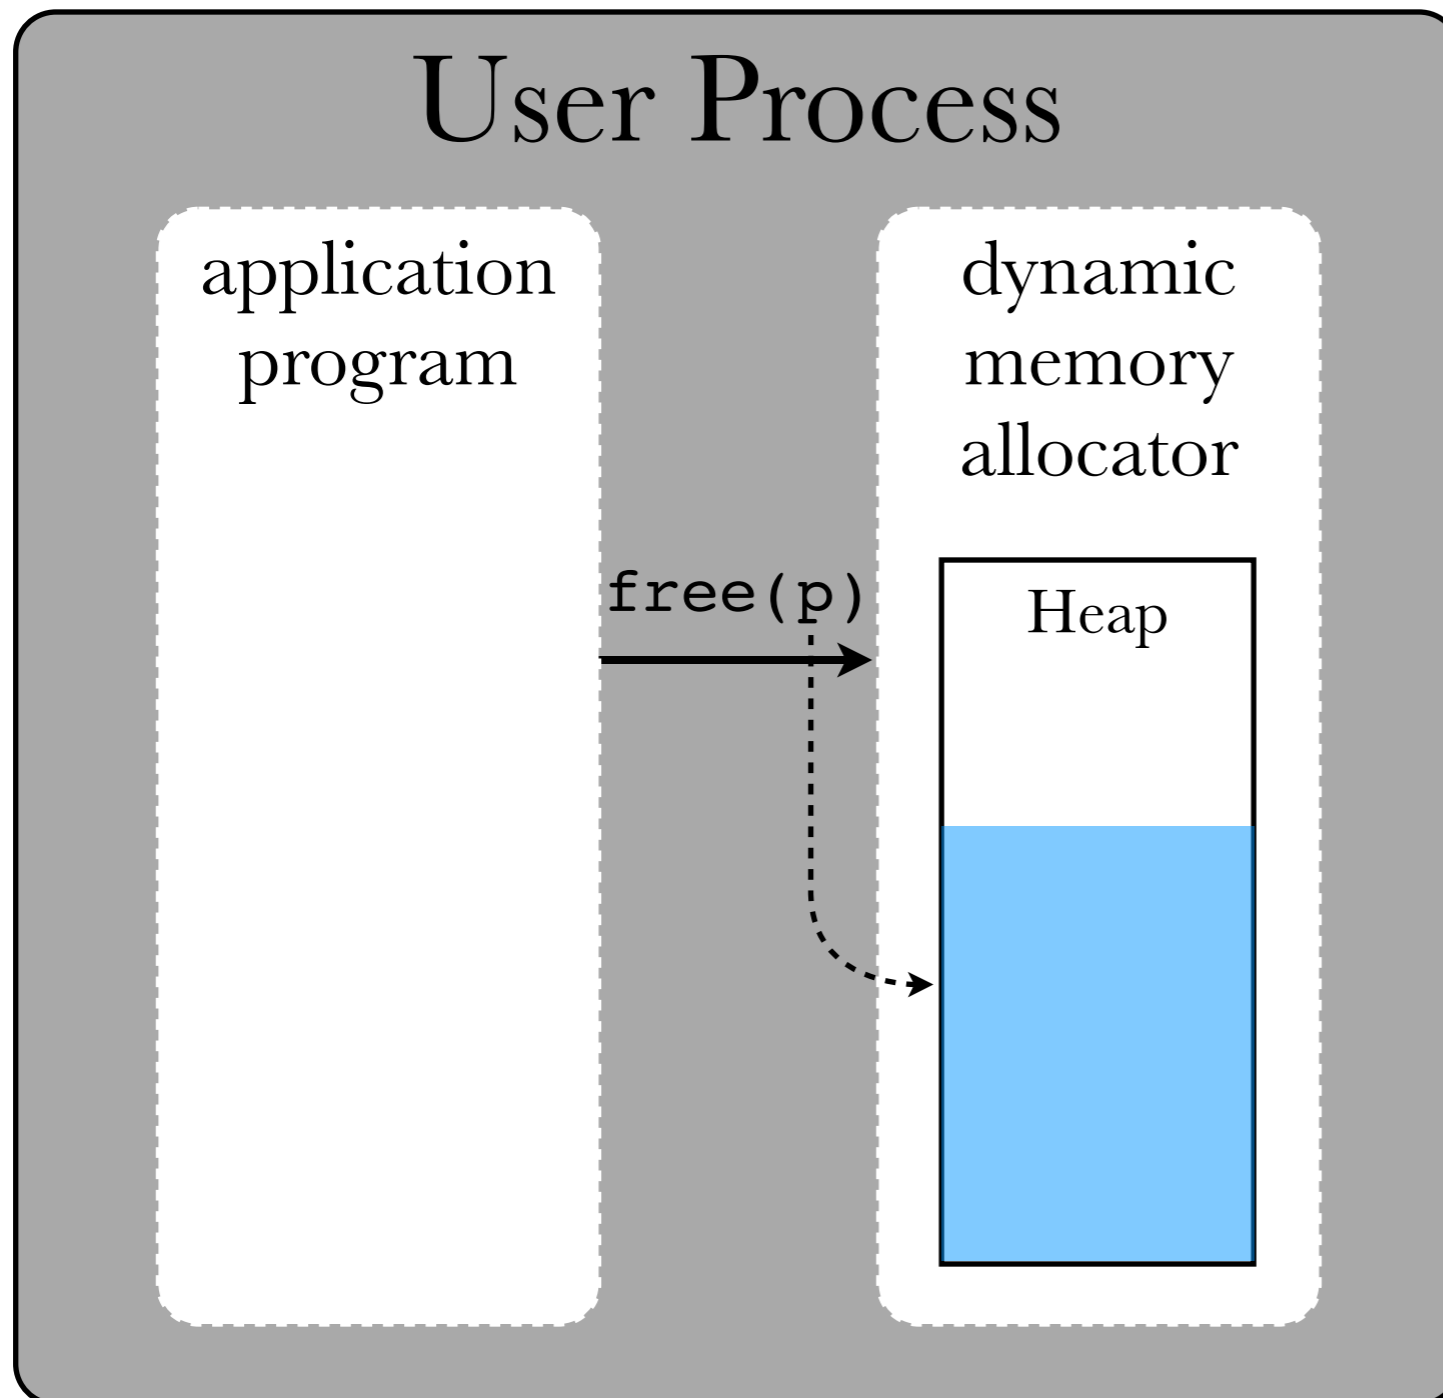 User Process
application
program
dynamic
memory
allocator
free(p)
Heap